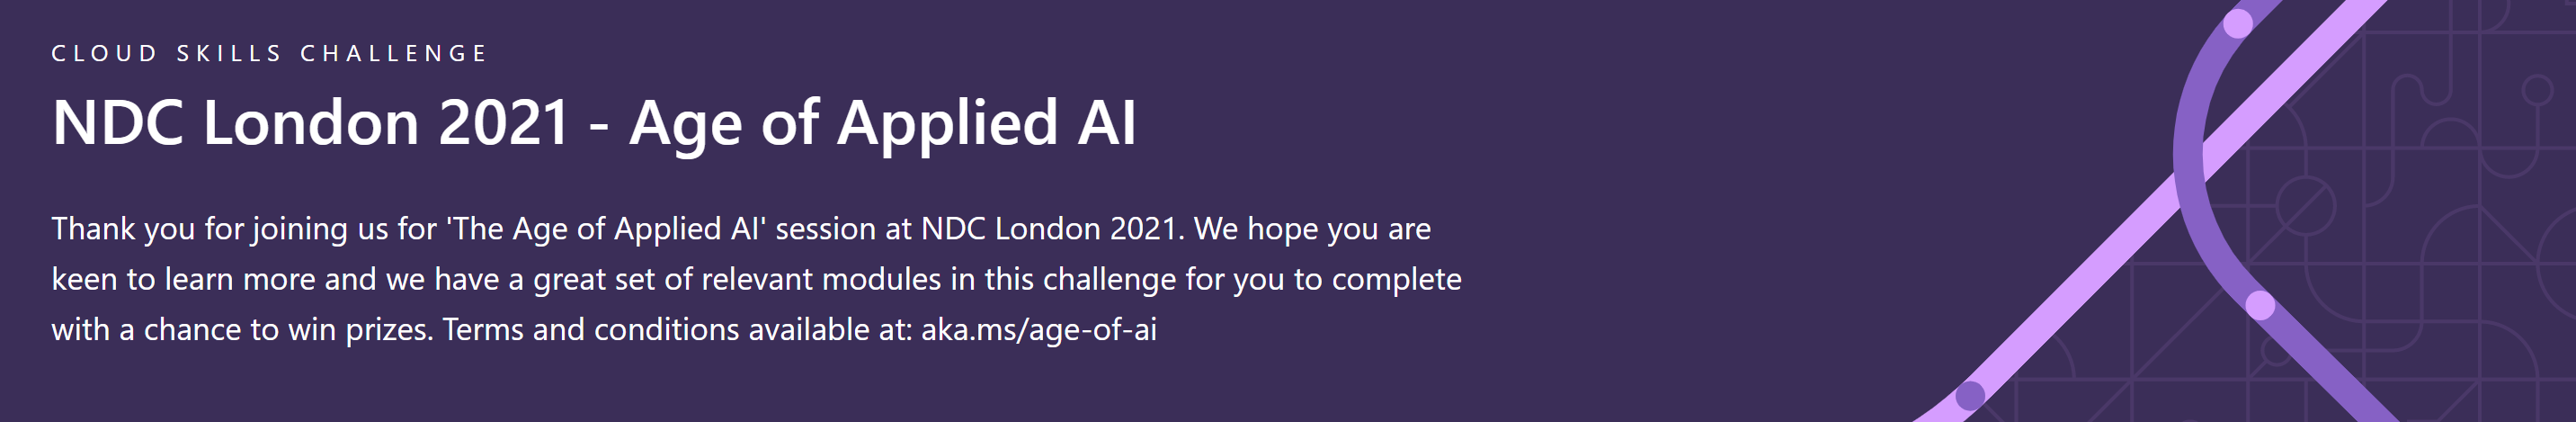 CLOUD SKILLS CHALLENGE
NDC London 2021 - Age of Applied AI
Thank you for joining us for 'The Age of Applied AI' session at NDC London 2021. We hope you are
keen to learn more and we have a great set of relevant modules in this challenge for you to complete
with a chance to win prizes. Terms and conditions available at: aka.ms/age-of-ai